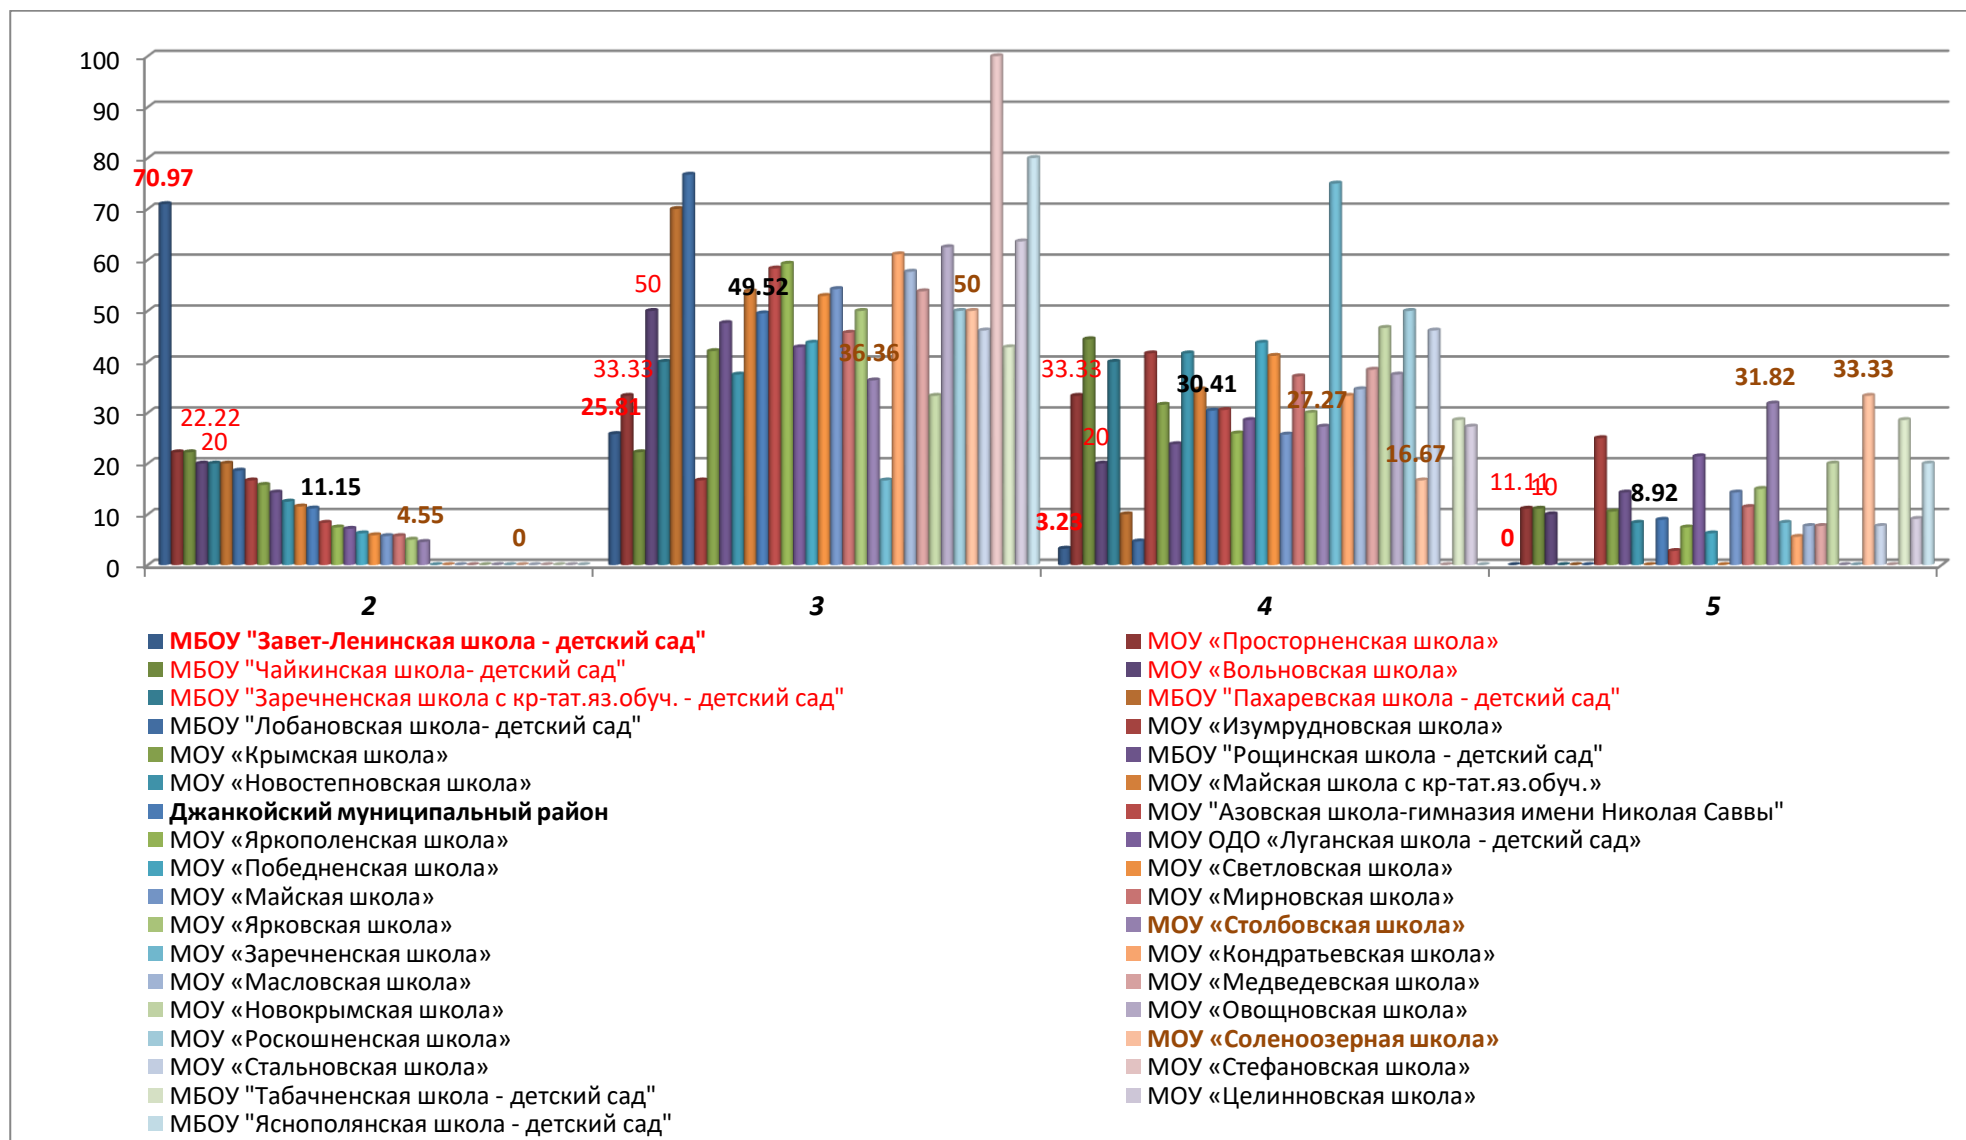 100
90
80
70
60
50
40
30
20
10
0
70.97
22.22
20
11.15
4.55
0
25.81
33.33
50
49.52
36.36
50
3.23
33.33
20
30.41
27.27
16.67
0
11.11
10
8.92
31.82
33.33
2 3 4 5
МБОУ "Завет-Ленинская школа - детский сад"
МОУ «Просторненская школа»
МБОУ "Чайкинская школа- детский сад"
МОУ «Вольновская школа»
МБОУ "Заречненская школа с кр-тат.яз.обуч. - детский сад"
МБОУ "Пахаревская школа - детский сад"
МБОУ "Лобановская школа- детский сад"
МОУ «Изумрудновская школа»
МОУ «Крымская школа»
МБОУ "Рощинская школа - детский сад"
МОУ «Новостепновская школа»
МОУ «Майская школа с кр-тат.яз.обуч.»
Джанкойский муниципальный район
МОУ "Азовская школа-гимназия имени Николая Саввы"
МОУ «Яркополенская школа»
МОУ ОДО «Луганская школа - детский сад»
МОУ «Победненская школа»
МОУ «Светловская школа»
МОУ «Майская школа»
МОУ «Мирновская школа»
МОУ «Ярковская школа»
МОУ «Столбовская школа»
МОУ «Заречненская школа»
МОУ «Кондратьевская школа»
МОУ «Масловская школа»
МОУ «Медведевская школа»
МОУ «Новокрымская школа»
МОУ «Овощновская школа»
МОУ «Роскошненская школа»
МОУ «Соленоозерная школа»
МОУ «Стальновская школа»
МОУ «Стефановская школа»
МБОУ "Табачненская школа - детский сад"
МОУ «Целинновская школа»
МБОУ "Яснополянская школа - детский сад"